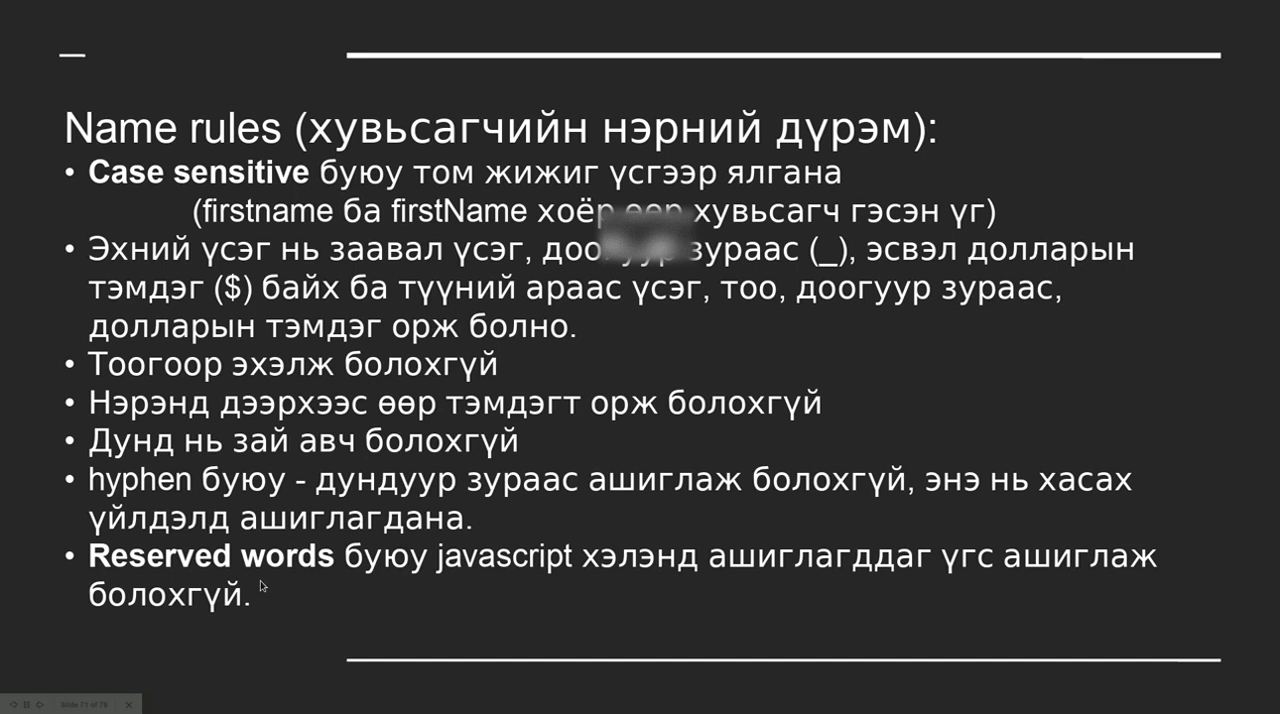 Name rules (хувьсагчийн нэрний дүрэм):
• Case sensitive буюу том жижиг үсгээр ялгана
(firstname ба firstName хоёр өөр хувьсагч гэсэн үг)
• Эхний үсэг нь заавал үсэг, доогуур зураас (_), эсвэл долларын
тэмдэг ($) байх ба түүний араас үсэг, тоо, доогуур зураас,
долларын тэмдэг орж болно.
• Тоогоор эхэлж болохгүй
• Нэрэнд дээрхээс өөр тэмдэгт орж болохгүй
• Дунд нь зай авч болохгүй
• hyphen буюу - дундуур зураас ашиглаж болохгүй, энэ нь хасах
үйлдэлд ашиглагдана.
• Reserved words буюу javascript хэлэнд ашиглагддаг үгс ашиглаж
болохгүй.
Slide 71 of 78